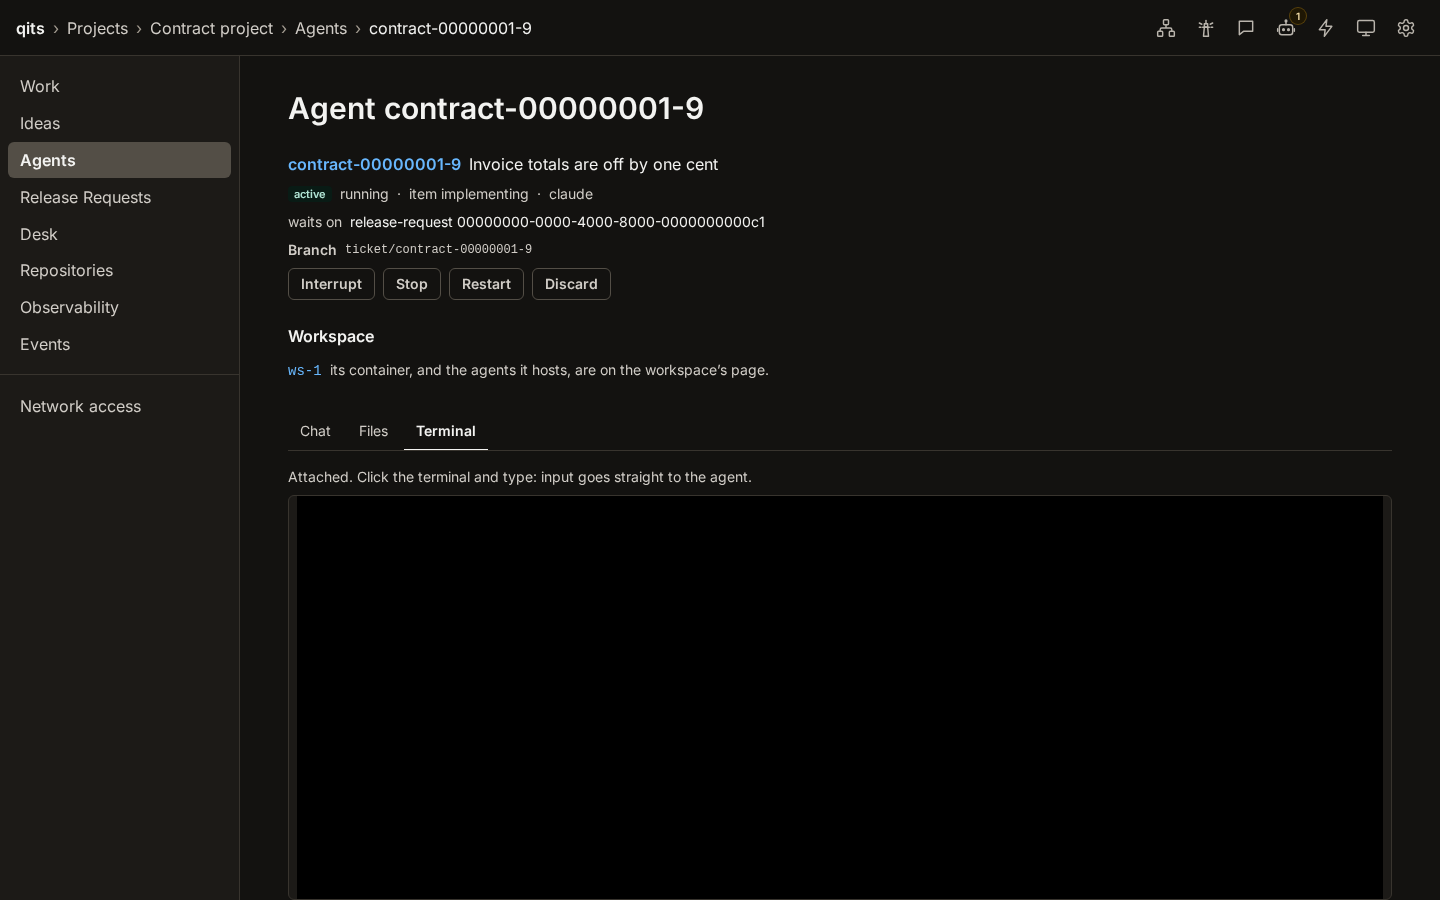 qits › Projects › Contract project › Agents › contract-00000001-9
1
Work
Ideas
Agents
Release Requests
Desk
Repositories
Observability
Events
Network access
Agent contract-00000001-9
contract-00000001-9 Invoice totals are off by one cent
active running · item implementing · claude
waits on release-request 00000000-0000-4000-8000-0000000000c1
Branch ticket/contract-00000001-9
Interrupt Stop Restart Discard
Workspace
ws-1 its container, and the agents it hosts, are on the workspace’s page.
Chat Files Terminal
Attached. Click the terminal and type: input goes straight to the agent.